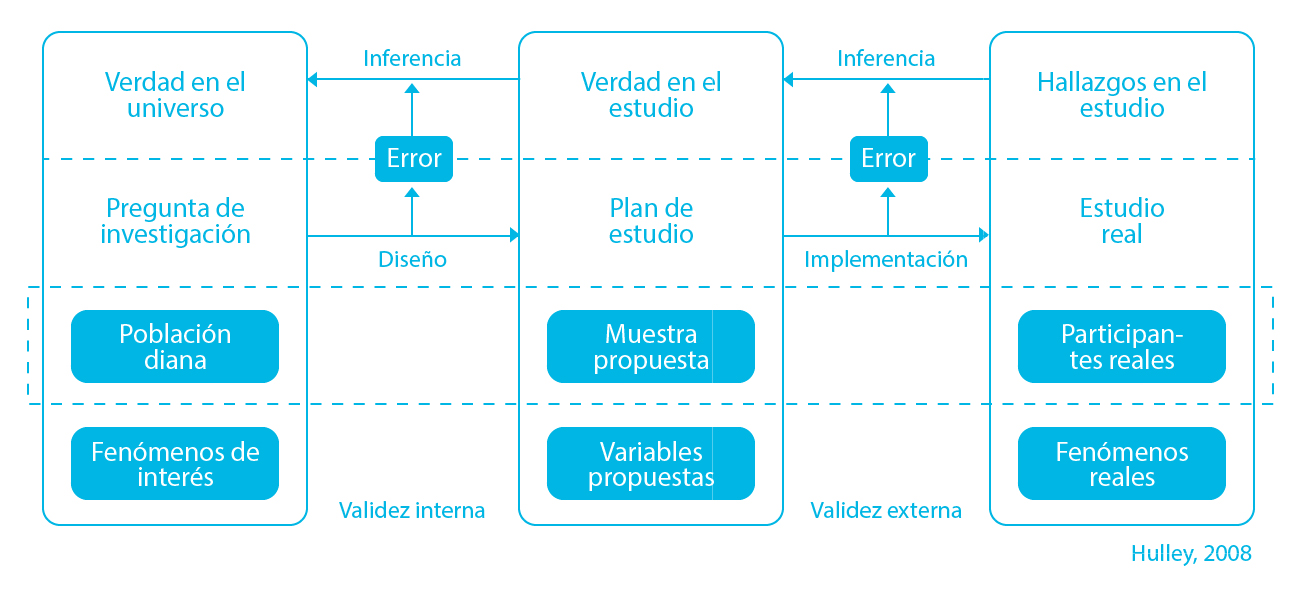 Verdad en el
universo
Inferencia
Verdad en el
estudio
Inferencia
Hallazgos en el
estudio
Error
Error
Pregunta de
investigación
Diseño
Plan de
estudio
Implementación
Estudio
real
Población
diana
Muestra
propuesta
Participan-
tes reales
Fenómenos de
interés
Variables
propuestas
Fenómenos
reales
Validez interna
Validez externa
Hulley, 2008